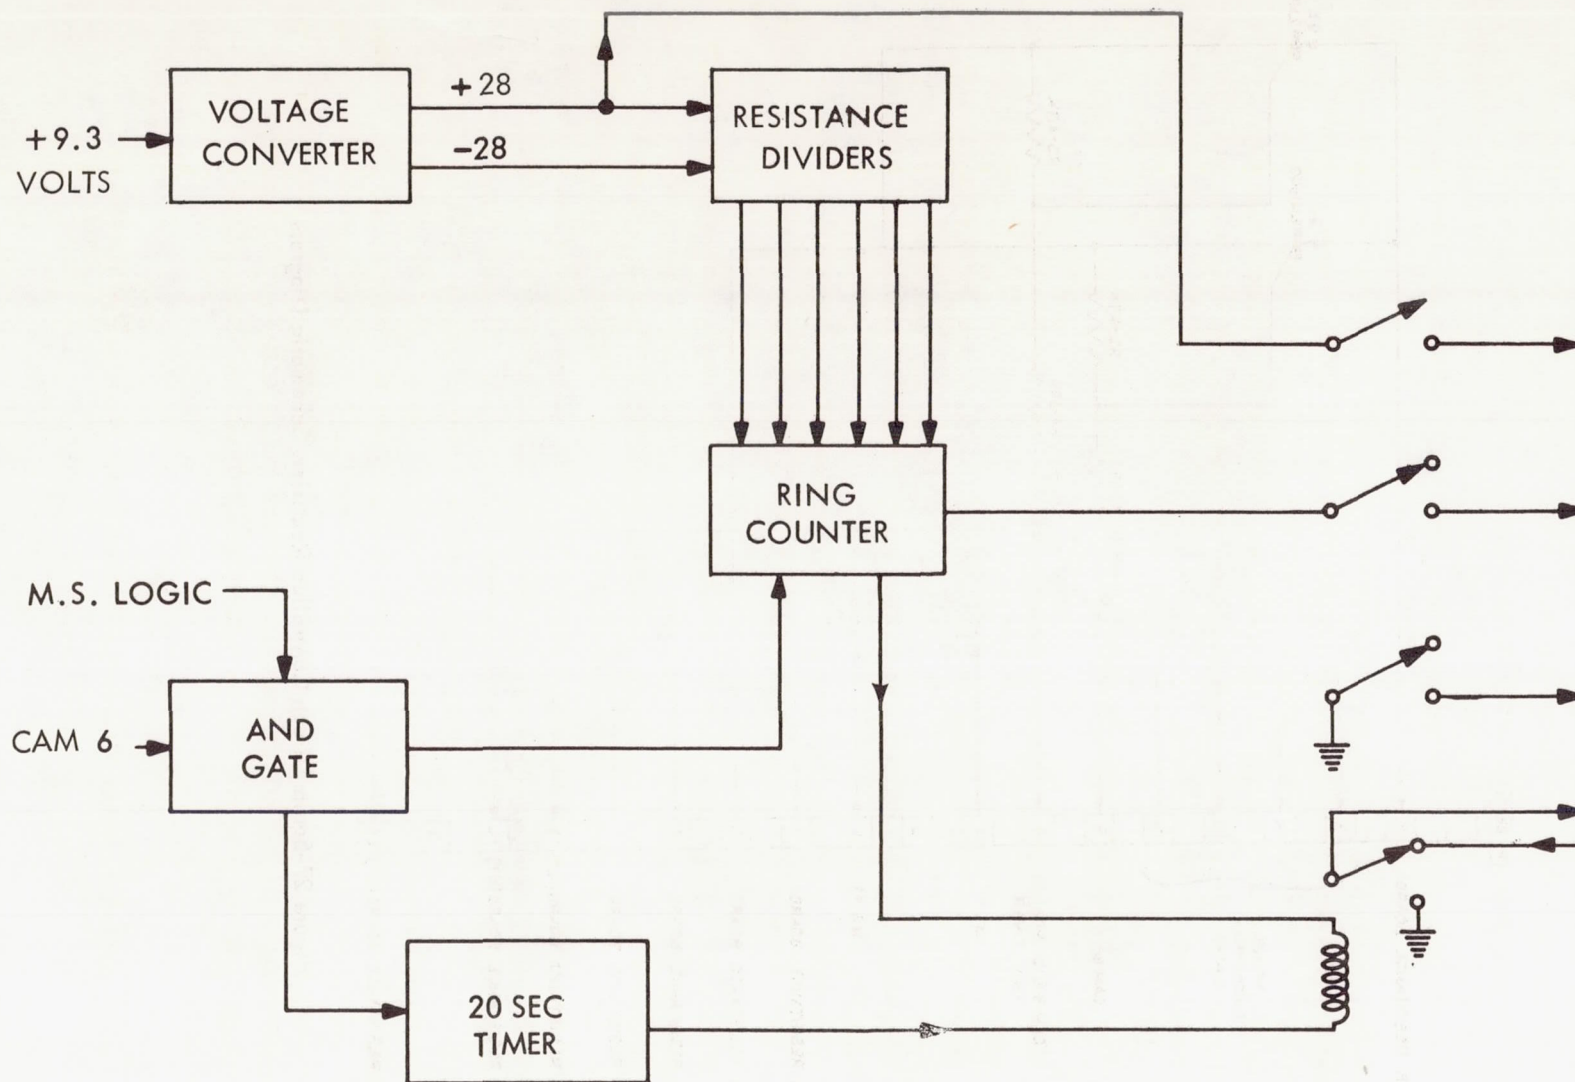 +9.3
VOLTS
VOLTAGE
CONVERTER
+28
-28
RESISTANCE
DIVIDERS
RING
COUNTER
M.S. LOGIC
CAM 6
AND
GATE
20 SEC
TIMER